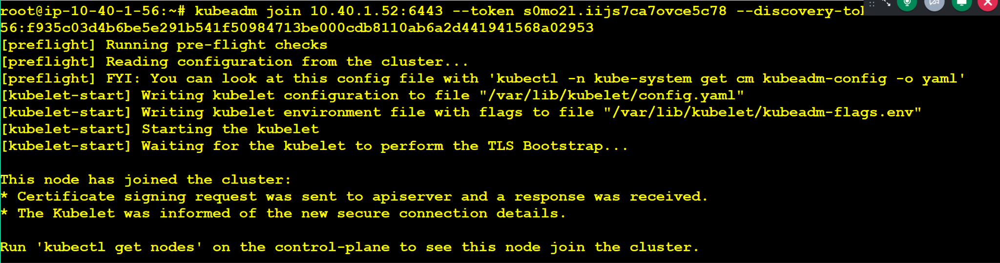 root@ip-10-40-1-56:~# kubeadm join 10.40.1.52:6443 --token s0mo2l.iijs7ca7ovce5c78 --discovery-to
56:f935c03d4b6be5e291b541f50984713be000cdb8110ab6a2d441941568a02953
[preflight] Running pre-flight checks
[preflight] Reading configuration from the cluster...
[preflight] FYI: You can look at this config file with 'kubectl -n kube-system get cm kubeadm-config -o yaml'
[kubelet-start] Writing kubelet configuration to file "/var/lib/kubelet/config.yaml"
[kubelet-start] Writing kubelet environment file with flags to file "/var/lib/kubelet/kubeadm-flags.env"
[kubelet-start] Starting the kubelet
[kubelet-start] Waiting for the kubelet to perform the TLS Bootstrap...
This node has joined the cluster:
* Certificate signing request was sent to apiserver and a response was received.
* The Kubelet was informed of the new secure connection details.
Run 'kubectl get nodes' on the control-plane to see this node join the cluster.